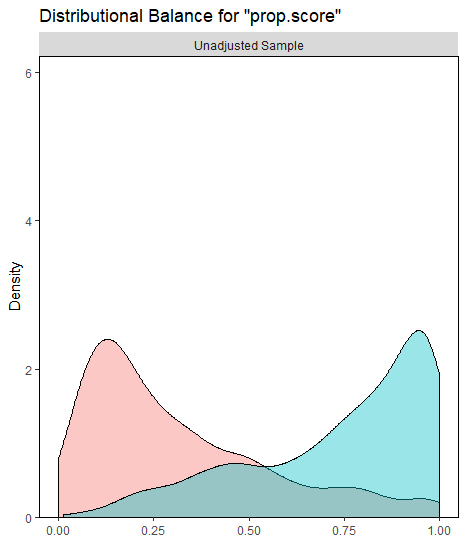 Distributional Balance for "prop.score"
Unadjusted Sample
6
4
2
0
Density
0.00 0.25 0.50 0.75 1.00